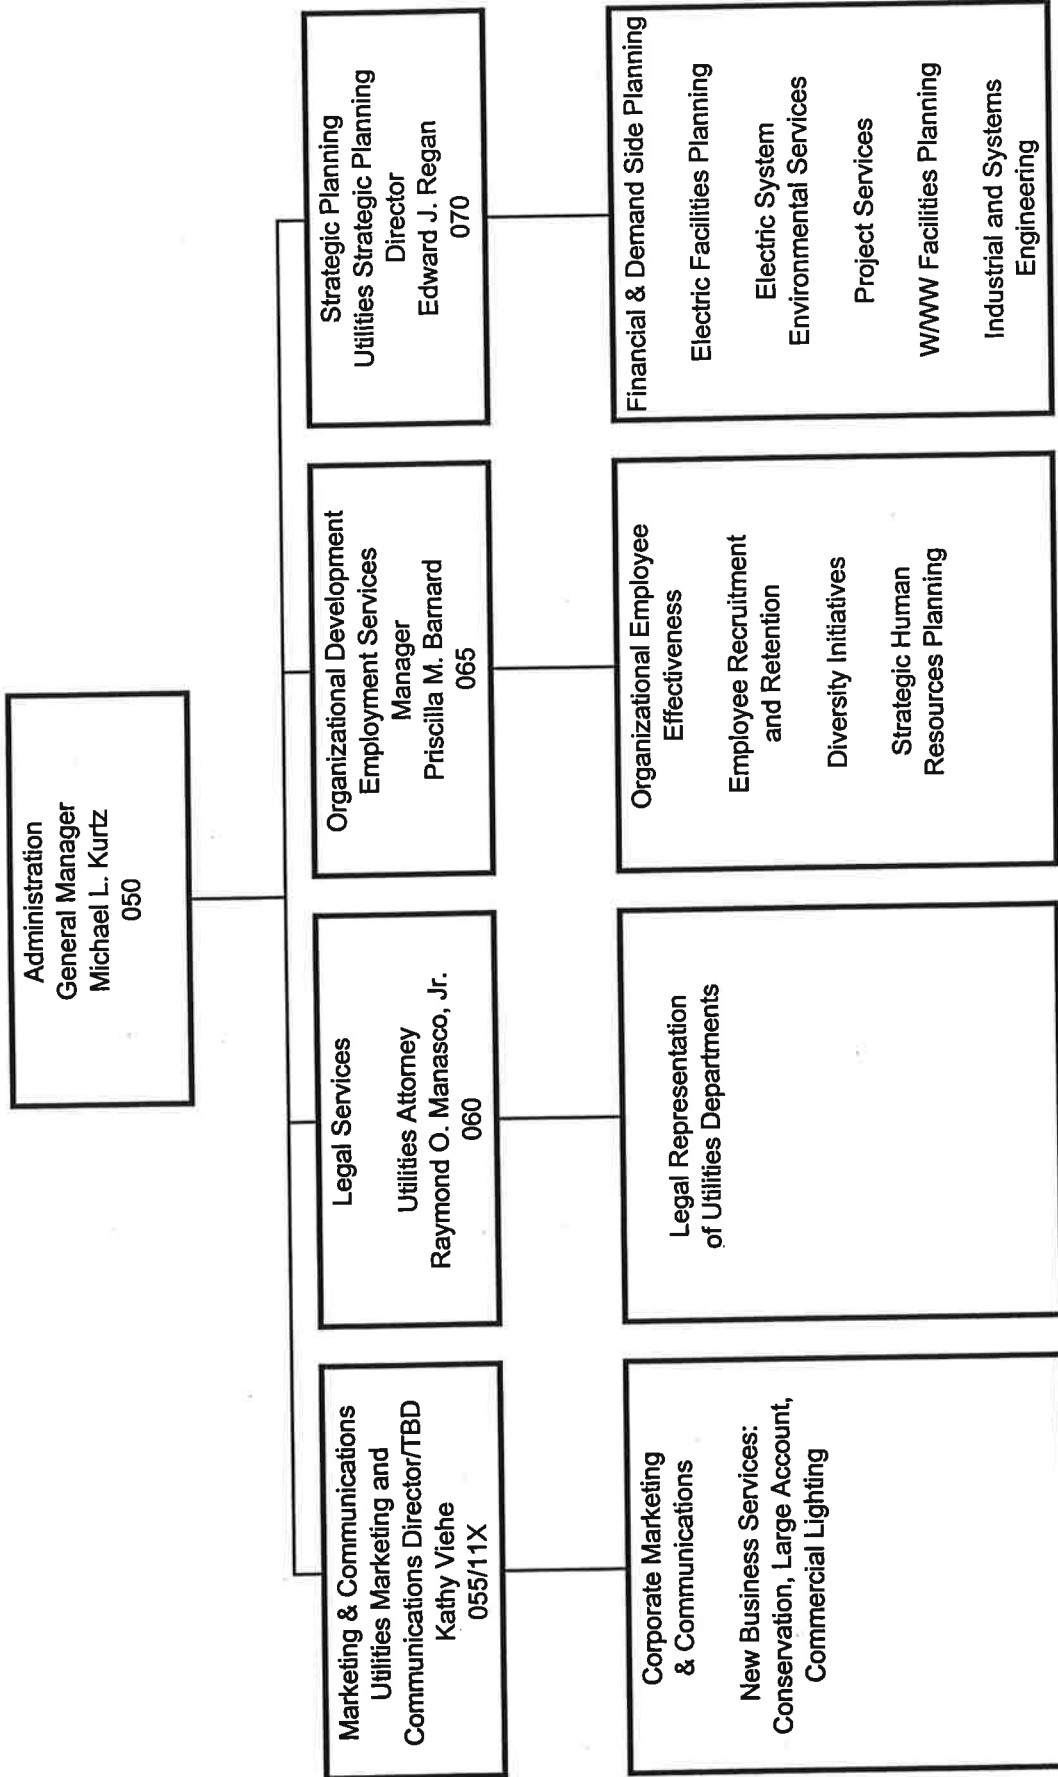 Administration
General Manager
Michael L. Kurtz
050
Marketing & Communications
Utilities Marketing and
Communications Director/TBD
Kathy Viehe
055/11X
Legal Services
Utilities Attorney
Raymond O. Manasco, Jr.
060
Organizational Development
Employment Services
Manager
Priscilla M. Barnard
065
Strategic Planning
Utilities Strategic Planning
Director
Edward J. Regan
070
Corporate Marketing
& Communications
New Business Services:
Conservation, Large Account,
Commercial Lighting
Legal Representation
of Utilities Departments
Organizational Employee
Effectiveness
Employee Recruitment
and Retention
Diversity Initiatives
Strategic Human
Resources Planning
Financial & Demand Side Planning
Electric Facilities Planning
Electric System
Environmental Services
Project Services
W/WW Facilities Planning
Industrial and Systems
Engineering